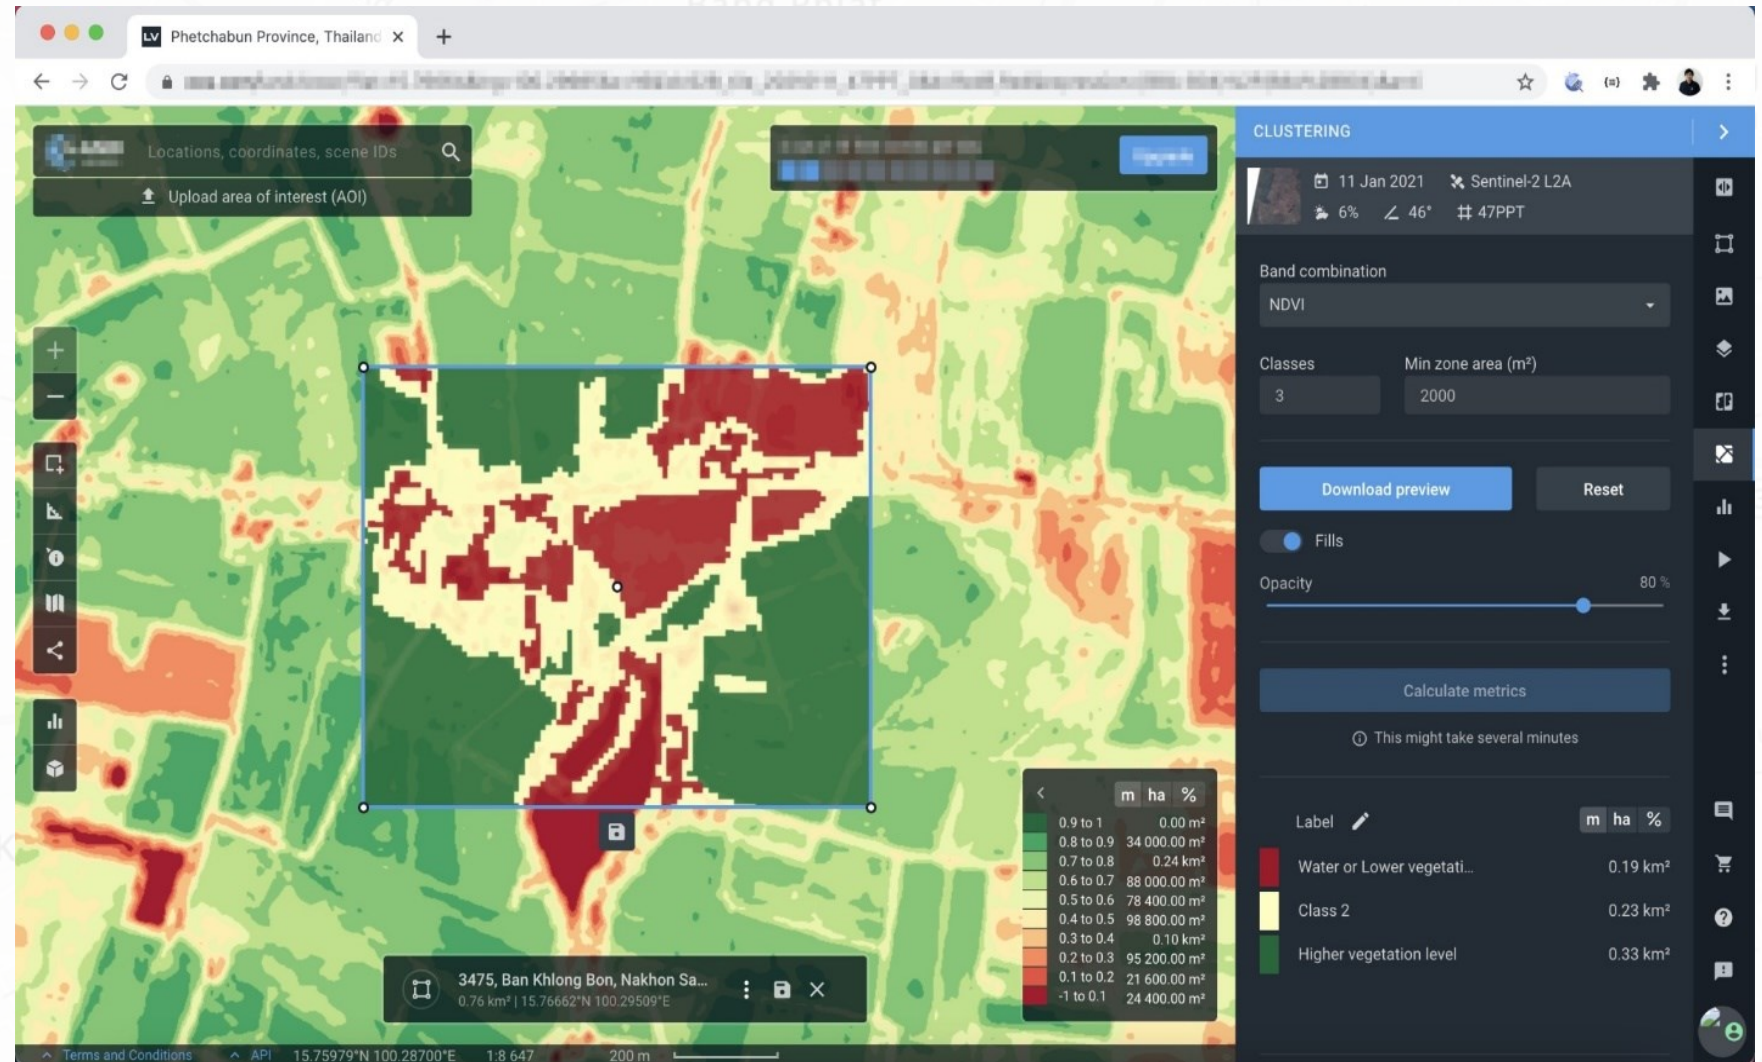 Phetchabun Province, Thailand
Locations, coordinates, scene IDs
Upload area of interest (AOI)
CLUSTERING
11 Jan 2021 Sentinel-2 L2A
6% 46° 47PPT
Band combination
NDVI
Classes Min zone area (m²)
3 2000
Download preview Reset
Fills
Opacity 80 %
Calculate metrics
This might take several minutes
Label m ha %
Water or Lower vegetati... 0.19 km²
Class 2 0.23 km²
Higher vegetation level 0.33 km²
m ha %
0.9 to 1 0.00 m²
0.8 to 0.9 34 000.00 m²
0.7 to 0.8 0.24 km²
0.6 to 0.7 88 000.00 m²
0.5 to 0.6 78 400.00 m²
0.4 to 0.5 98 800.00 m²
0.3 to 0.4 0.10 km²
0.2 to 0.3 95 200.00 m²
0.1 to 0.2 21 600.00 m²
-1 to 0.1 24 400.00 m²
3475, Ban Khlong Bon, Nakhon Sa...
0.76 km² | 15.76662°N 100.29509°E
Terms and Conditions API 15.75979°N 100.28700°E 1:8 647 200 m